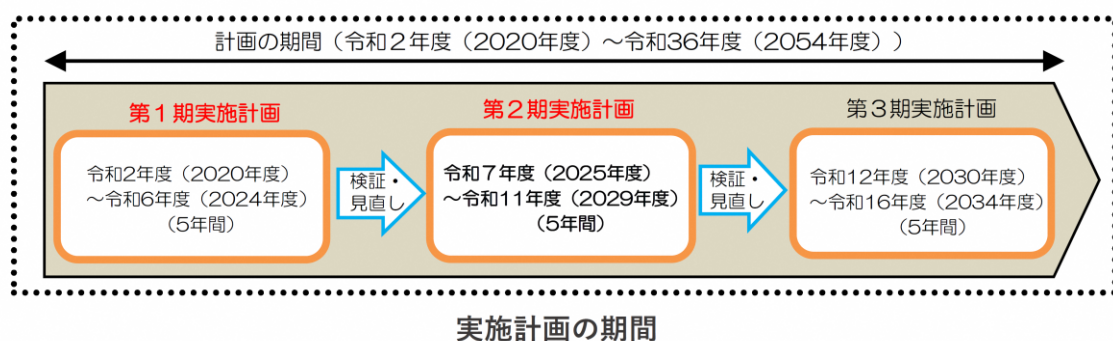 計画の期間（令和２年度（2020年度）～令和36年度（2054年度））
第１期実施計画
令和2年度（2020年度）
～令和6年度（2024年度）
（5年間）
検証・
見直し
第２期実施計画
令和７年度（2025年度）
～令和11年度（2029年度）
（5年間）
検証・
見直し
第３期実施計画
令和12年度（2030年度）
～令和16年度（2034年度）
（5年間）
実施計画の期間